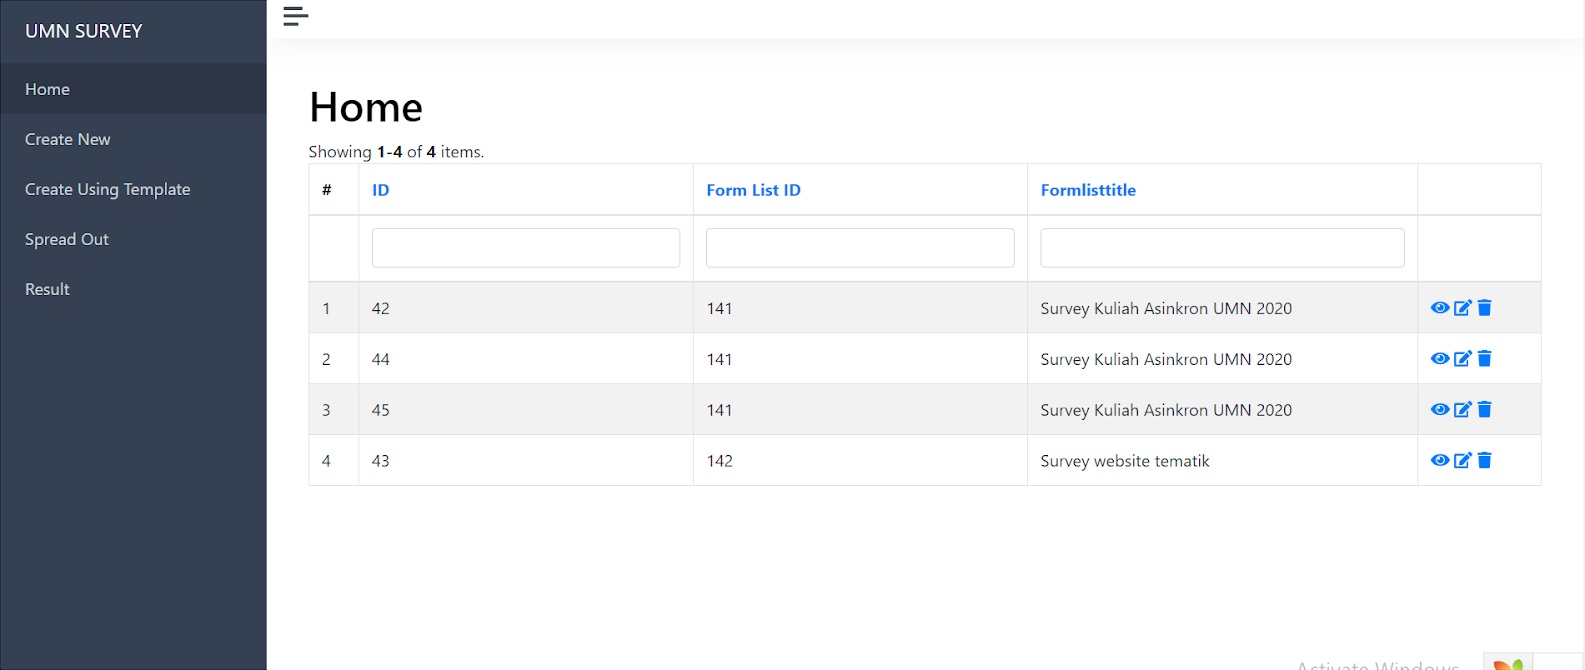 UMN SURVEY
Home
Create New
Create Using Template
Spread Out
Result
Home
Showing 1-4 of 4 items.
# ID Form List ID Formlisttitle
1 42 141 Survey Kuliah Asinkron UMN 2020
2 44 141 Survey Kuliah Asinkron UMN 2020
3 45 141 Survey Kuliah Asinkron UMN 2020
4 43 142 Survey website tematik
Activate Windows